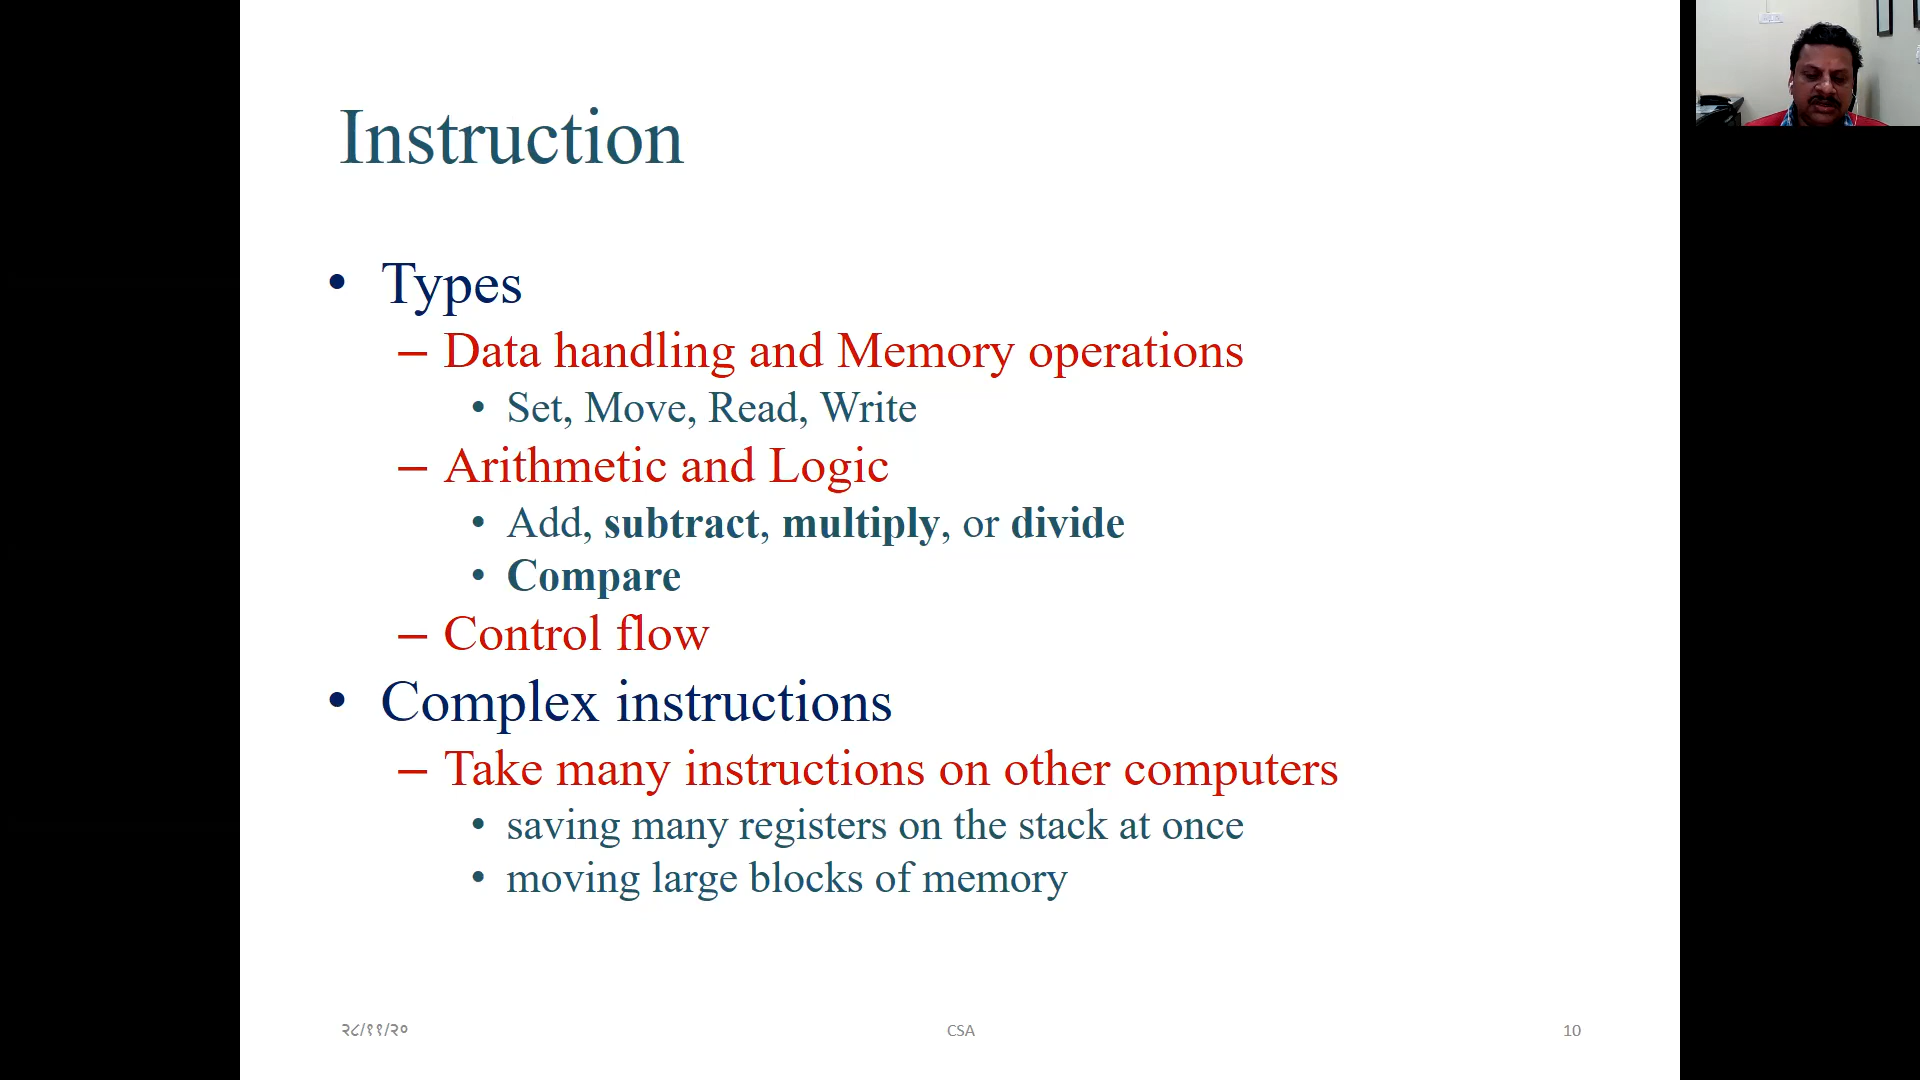 Instruction
• Types
– Data handling and Memory operations
• Set, Move, Read, Write
– Arithmetic and Logic
• Add, subtract, multiply, or divide
• Compare
– Control flow
• Complex instructions
– Take many instructions on other computers
• saving many registers on the stack at once
• moving large blocks of memory
२८/११/२०
CSA
10